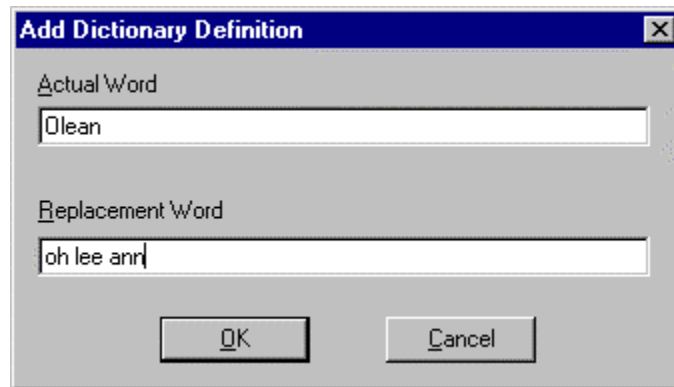 Add Dictionary Definition
Actual Word
Olean
Replacement Word
oh lee ann
OK
Cancel